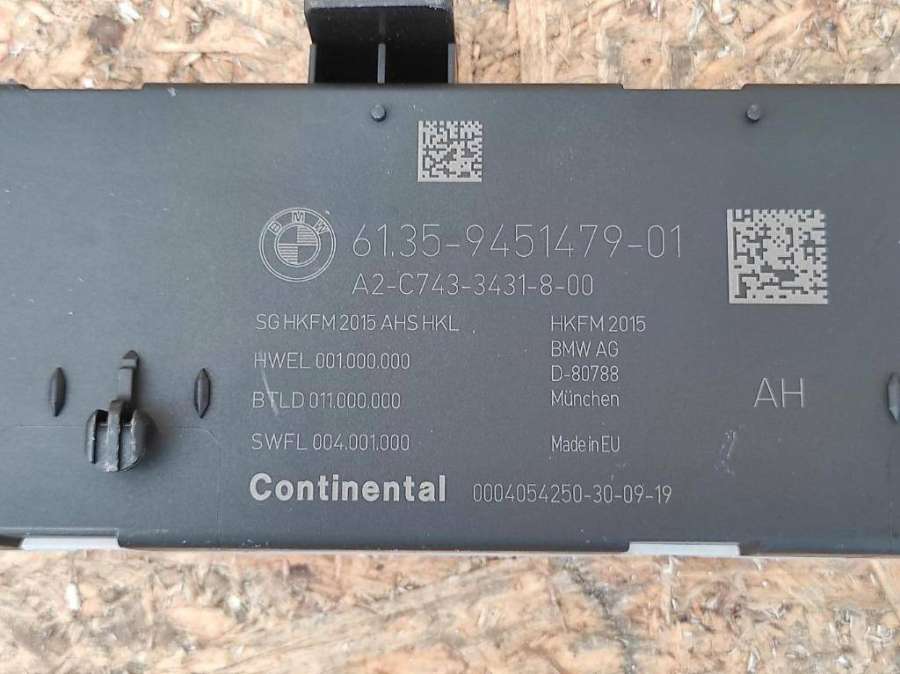 BMW
61.35-9451479-01
A2-C743-3431-8-00
SG HKFM 2015 AHS HKL
HWEL 001.000.000
BTLD 011.000.000
SWFL 004.001.000
HKFM 2015
BMW AG
D-80788
München
Made in EU
AH
Continental 0004054250-30-09-19